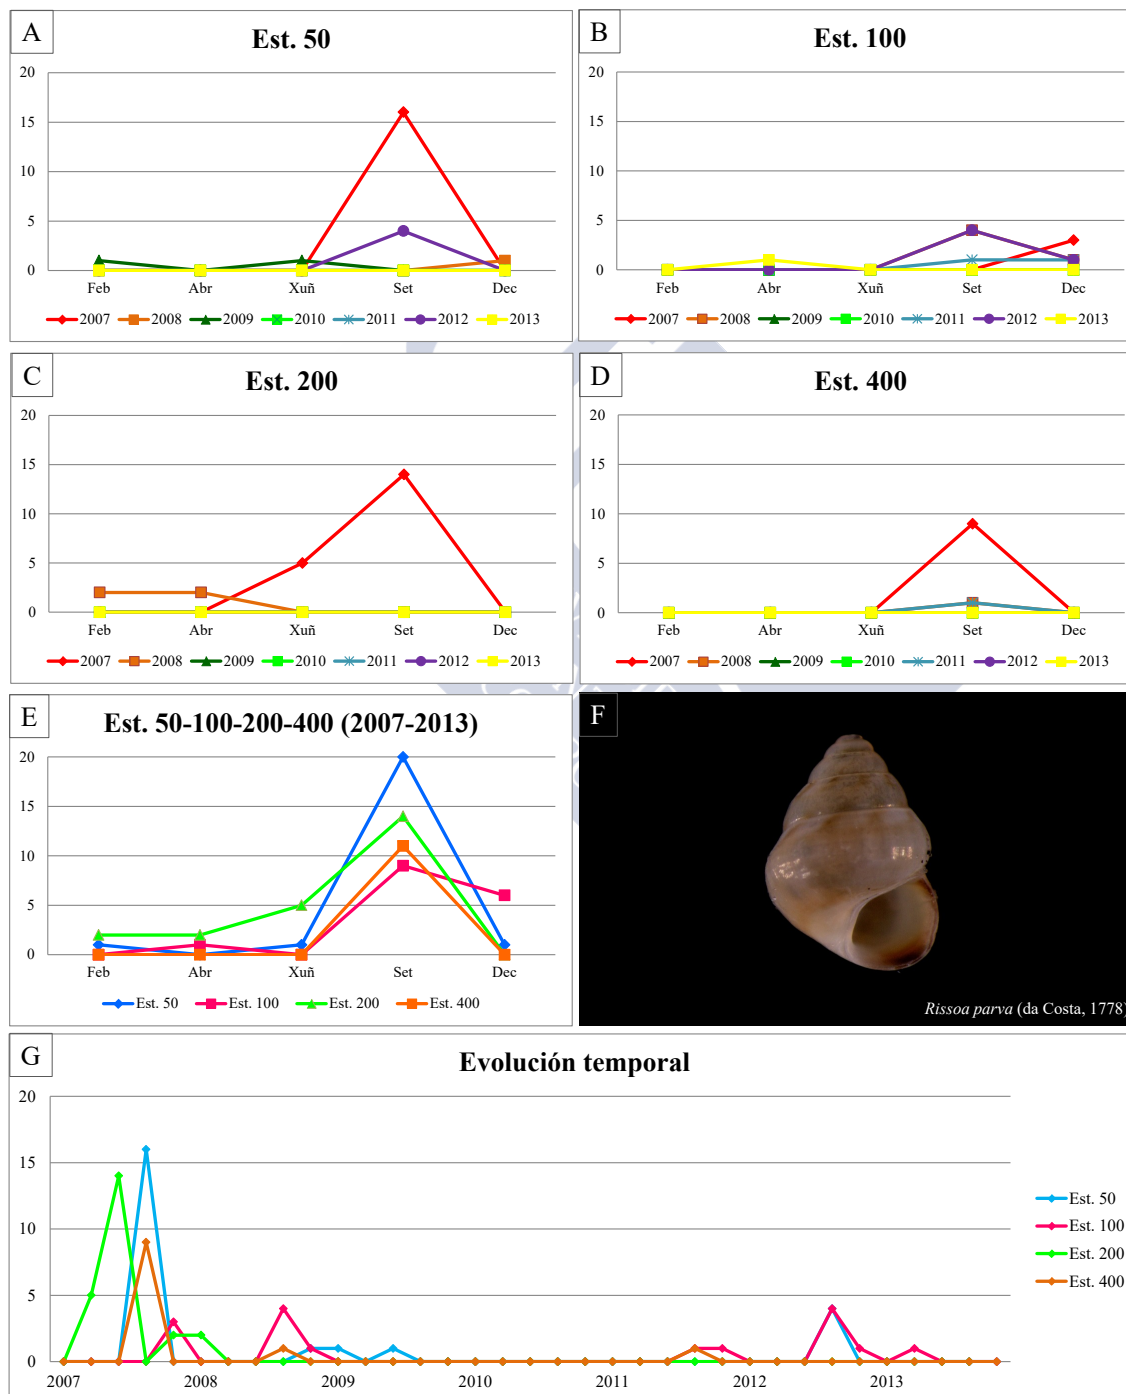 A
Est. 50
20
15
10
5
0
Feb Abr Xuñ Set Dec
2007 2008 2009 2010 2011 2012 2013
B
Est. 100
20
15
10
5
0
Feb Abr Xuñ Set Dec
2007 2008 2009 2010 2011 2012 2013
C
Est. 200
20
15
10
5
0
Feb Abr Xuñ Set Dec
2007 2008 2009 2010 2011 2012 2013
D
Est. 400
20
15
10
5
0
Feb Abr Xuñ Set Dec
2007 2008 2009 2010 2011 2012 2013
E
Est. 50-100-200-400 (2007-2013)
20
15
10
5
0
Feb Abr Xuñ Set Dec
Est. 50 Est. 100 Est. 200 Est. 400
F
Rissoa parva (da Costa, 1778)
G
Evolución temporal
20
15
10
5
0
2007 2008 2009 2010 2011 2012 2013
Est. 50
Est. 100
Est. 200
Est. 400